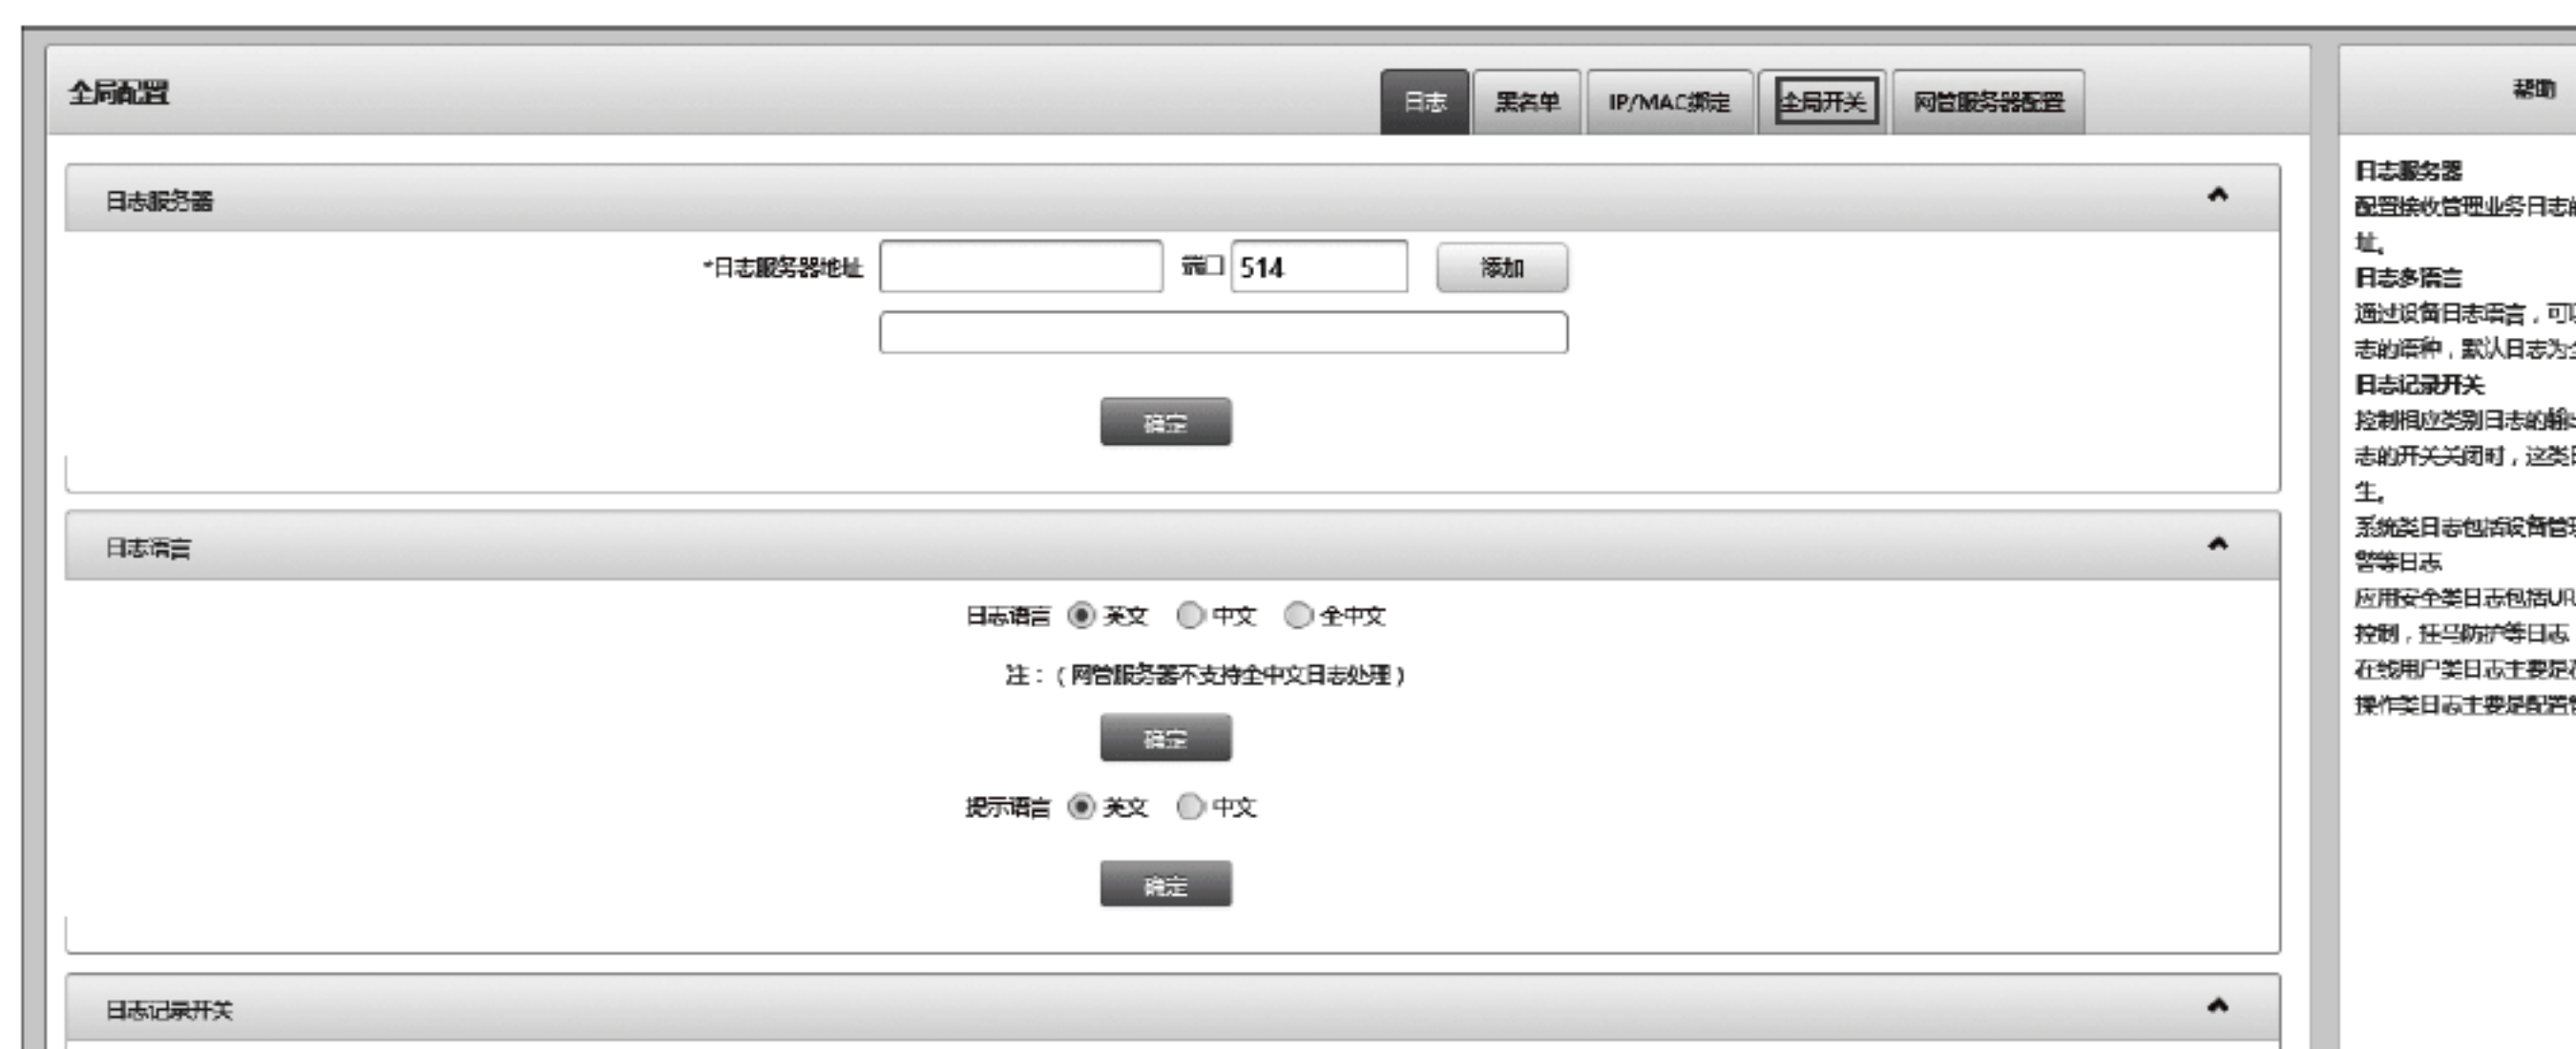 全局配置
日志 黑名单 IP/MAC绑定 全局开关 网管服务器配置
日志服务器
*日志服务器地址 端口 514 添加
确定
日志语言
日志语言 英文 中文 全中文
注：（网管服务器不支持全中文日志处理）
确定
提示语言 英文 中文
确定
日志记录开关
帮助
日志服务器
配置接收管理业务日志
址。
日志多语言
通过设备日志语言，可
志的语种，默认日志为
日志记录开关
控制相应类别日志的输
志的开关关闭时，这类
生。
系统类日志包括设备管
警等日志
应用安全类日志包括UR
控制，挂马防护等日志
在线用户类日志主要是
操作类日志主要是配置